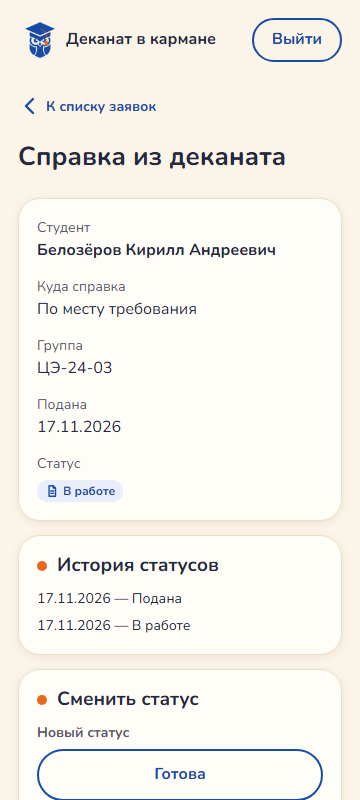 Деканат в кармане
Выйти
К списку заявок
Справка из деканата
Студент
Белозёров Кирилл Андреевич
Куда справка
По месту требования
Группа
ЦЭ-24-03
Подана
17.11.2026
Статус
В работе
История статусов
17.11.2026 — Подана
17.11.2026 — В работе
Сменить статус
Новый статус
Готова